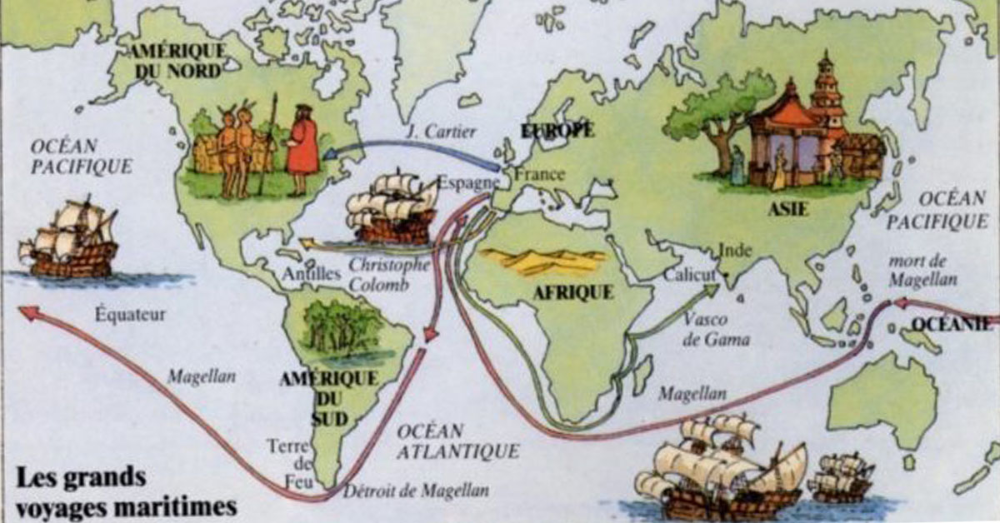 AMÉRIQUE
DU NORD
J. Cartier
EUROPE
OCÉAN
PACIFIQUE
France
Espagne
OCÉAN
PACIFIQUE
ASIE
Inde
Calicut
mort de
Magellan
Antilles
Christophe
Colomb
AFRIQUE
Équateur
Vasco
de Gama
OCÉANIE
Magellan
AMÉRIQUE
DU
SUD
Magellan
OCÉAN
ATLANTIQUE
Terre
de
Feu
Détroit de Magellan
Les grands
voyages maritimes